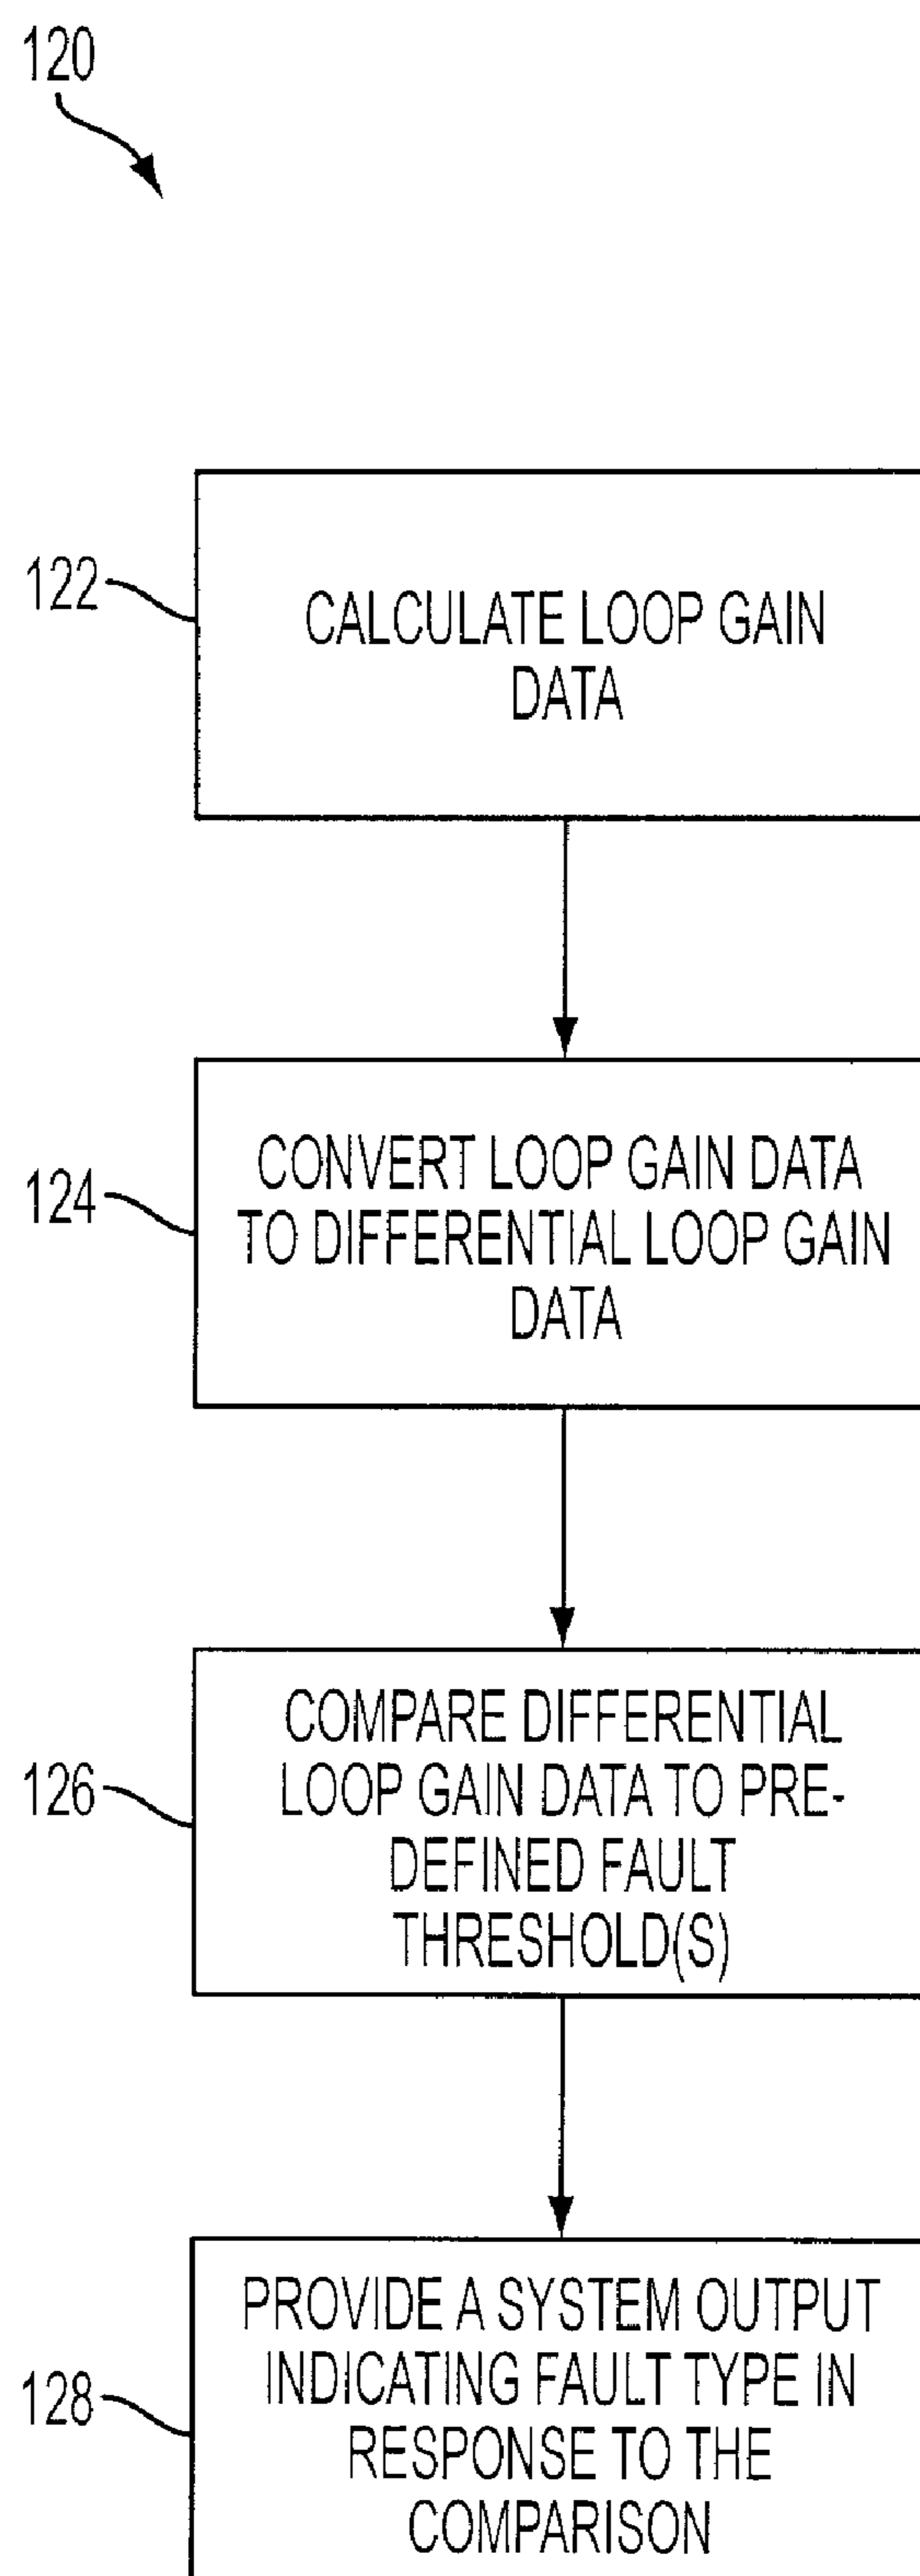 120
122
CALCULATE LOOP GAIN
DATA
124
CONVERT LOOP GAIN DATA
TO DIFFERENTIAL LOOP GAIN
DATA
126
COMPARE DIFFERENTIAL
LOOP GAIN DATA TO PRE-
DEFINED FAULT
THRESHOLD(S)
128
PROVIDE A SYSTEM OUTPUT
INDICATING FAULT TYPE IN
RESPONSE TO THE
COMPARISON